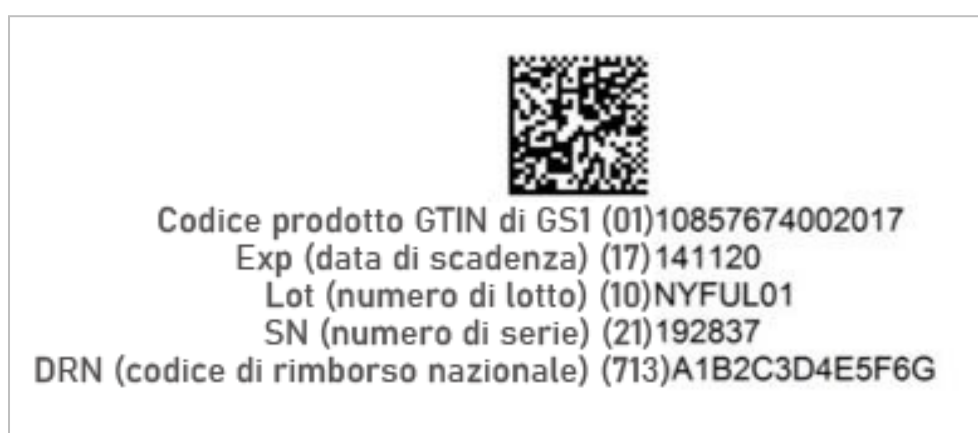 Codice prodotto GTIN di GS1 (01)10857674002017
Exp (data di scadenza) (17)141120
Lot (numero di lotto) (10)NYFUL01
SN (numero di serie) (21)192837
DRN (codice di rimborso nazionale) (713)A1B2C3D4E5F6G